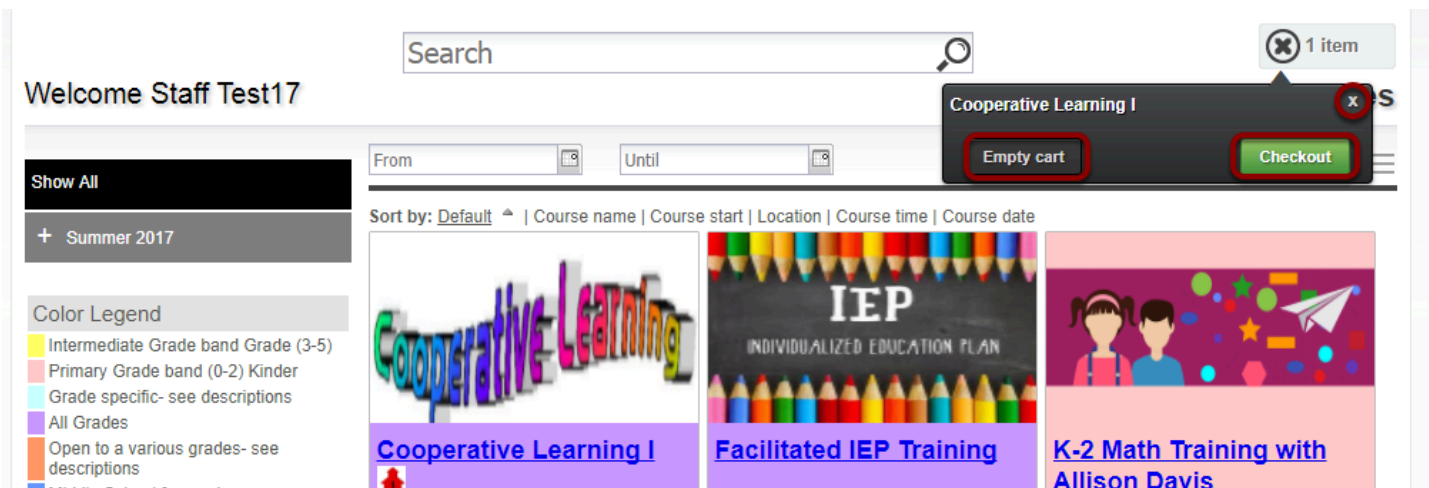 Search
1 item
Welcome Staff Test17
Cooperative Learning I
x
es
Empty cart
Checkout
From
Until
Show All
+ Summer 2017
Sort by: Default | Course name | Course start | Location | Course time | Course date
Color Legend
Intermediate Grade band Grade (3-5)
Primary Grade band (0-2) Kinder
Grade specific- see descriptions
All Grades
Open to a various grades- see
descriptions
Cooperative Learning
IEP
INDIVIDUALIZED EDUCATION PLAN
Cooperative Learning I
Facilitated IEP Training
K-2 Math Training with
Allison Davis